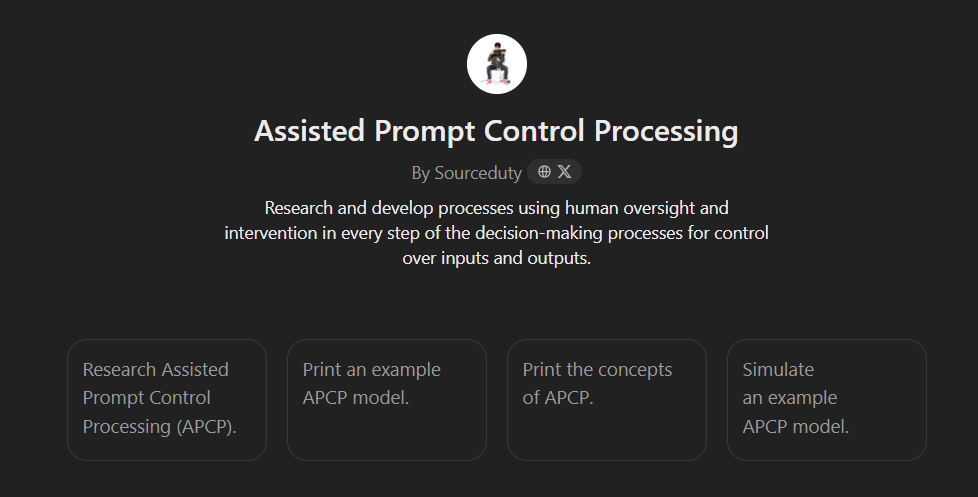 Assisted Prompt Control Processing
By Sourceduty
Research and develop processes using human oversight and
intervention in every step of the decision-making processes for control
over inputs and outputs.
Research Assisted
Prompt Control
Processing (APCP).
Print an example
APCP model.
Print the concepts
of APCP.
Simulate
an example
APCP model.